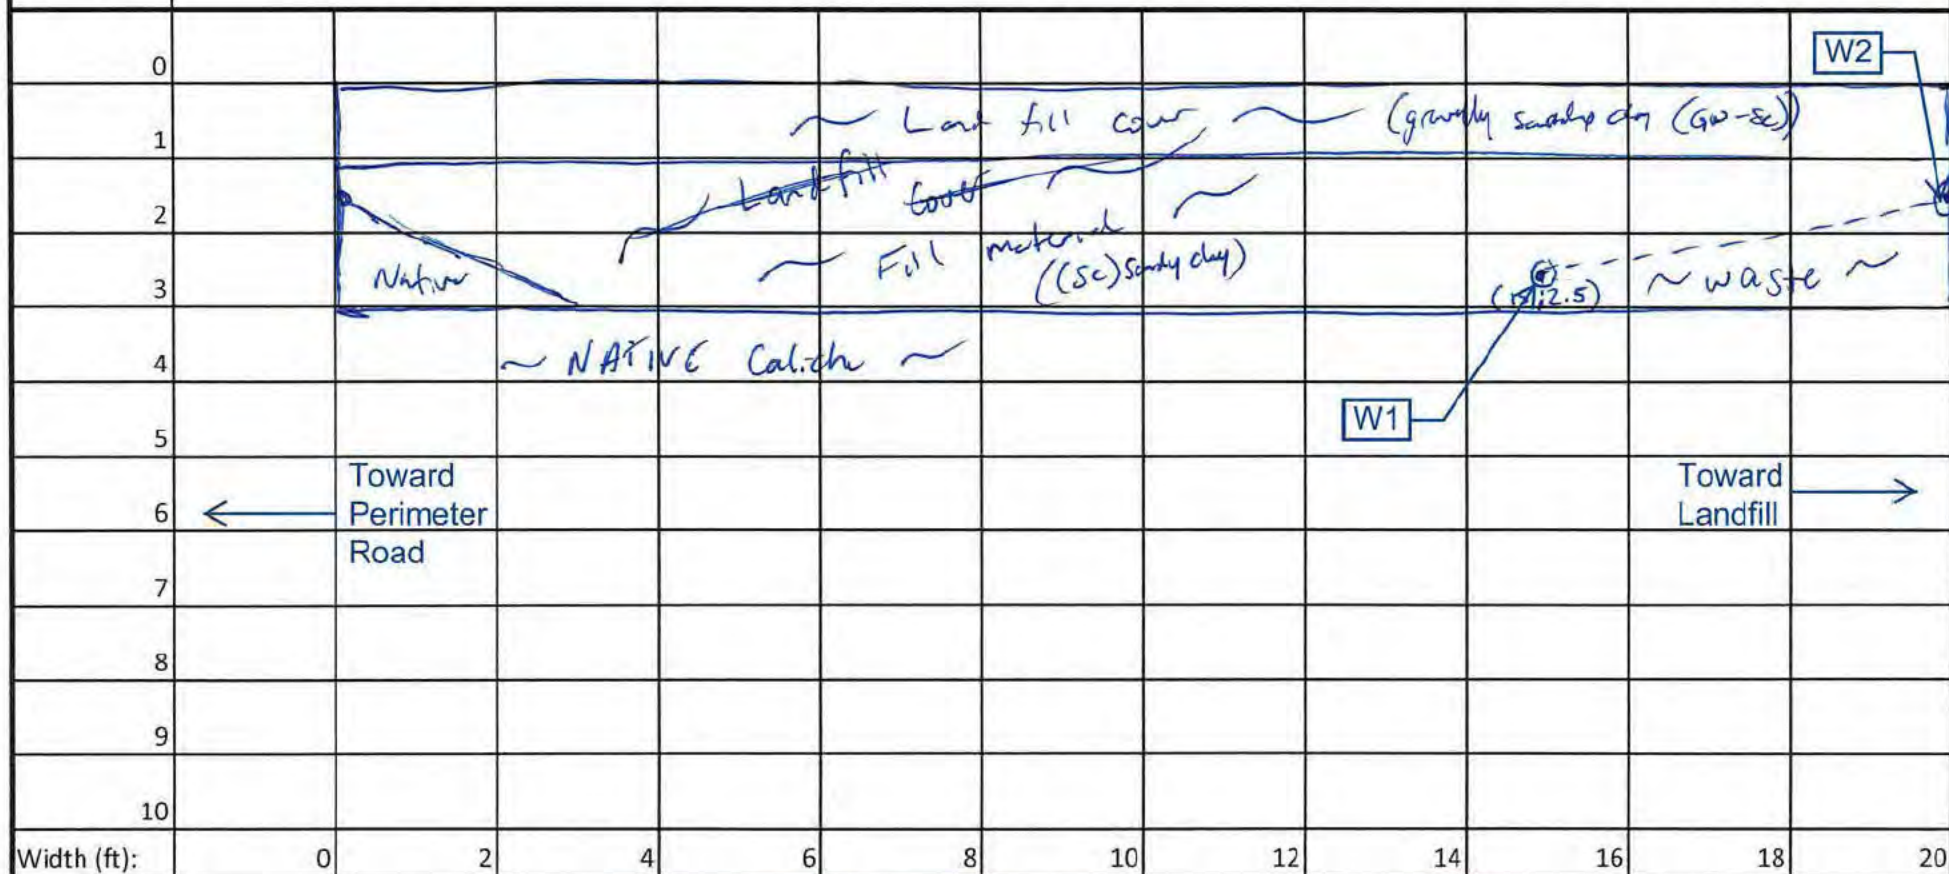 0
W2
~ Land fill cover ~ (gravelly sandy clay (GW-SC))
1
Landfill Cover
2
Native
~ Fill material ~
((SC) sandy clay)
3
(15, 2.5)
~ waste ~
~ NATIVE Caliche ~
4
W1
5
Toward
Perimeter
Road
Toward
Landfill
6
7
8
9
10
Width (ft): 0 2 4 6 8 10 12 14 16 18 20